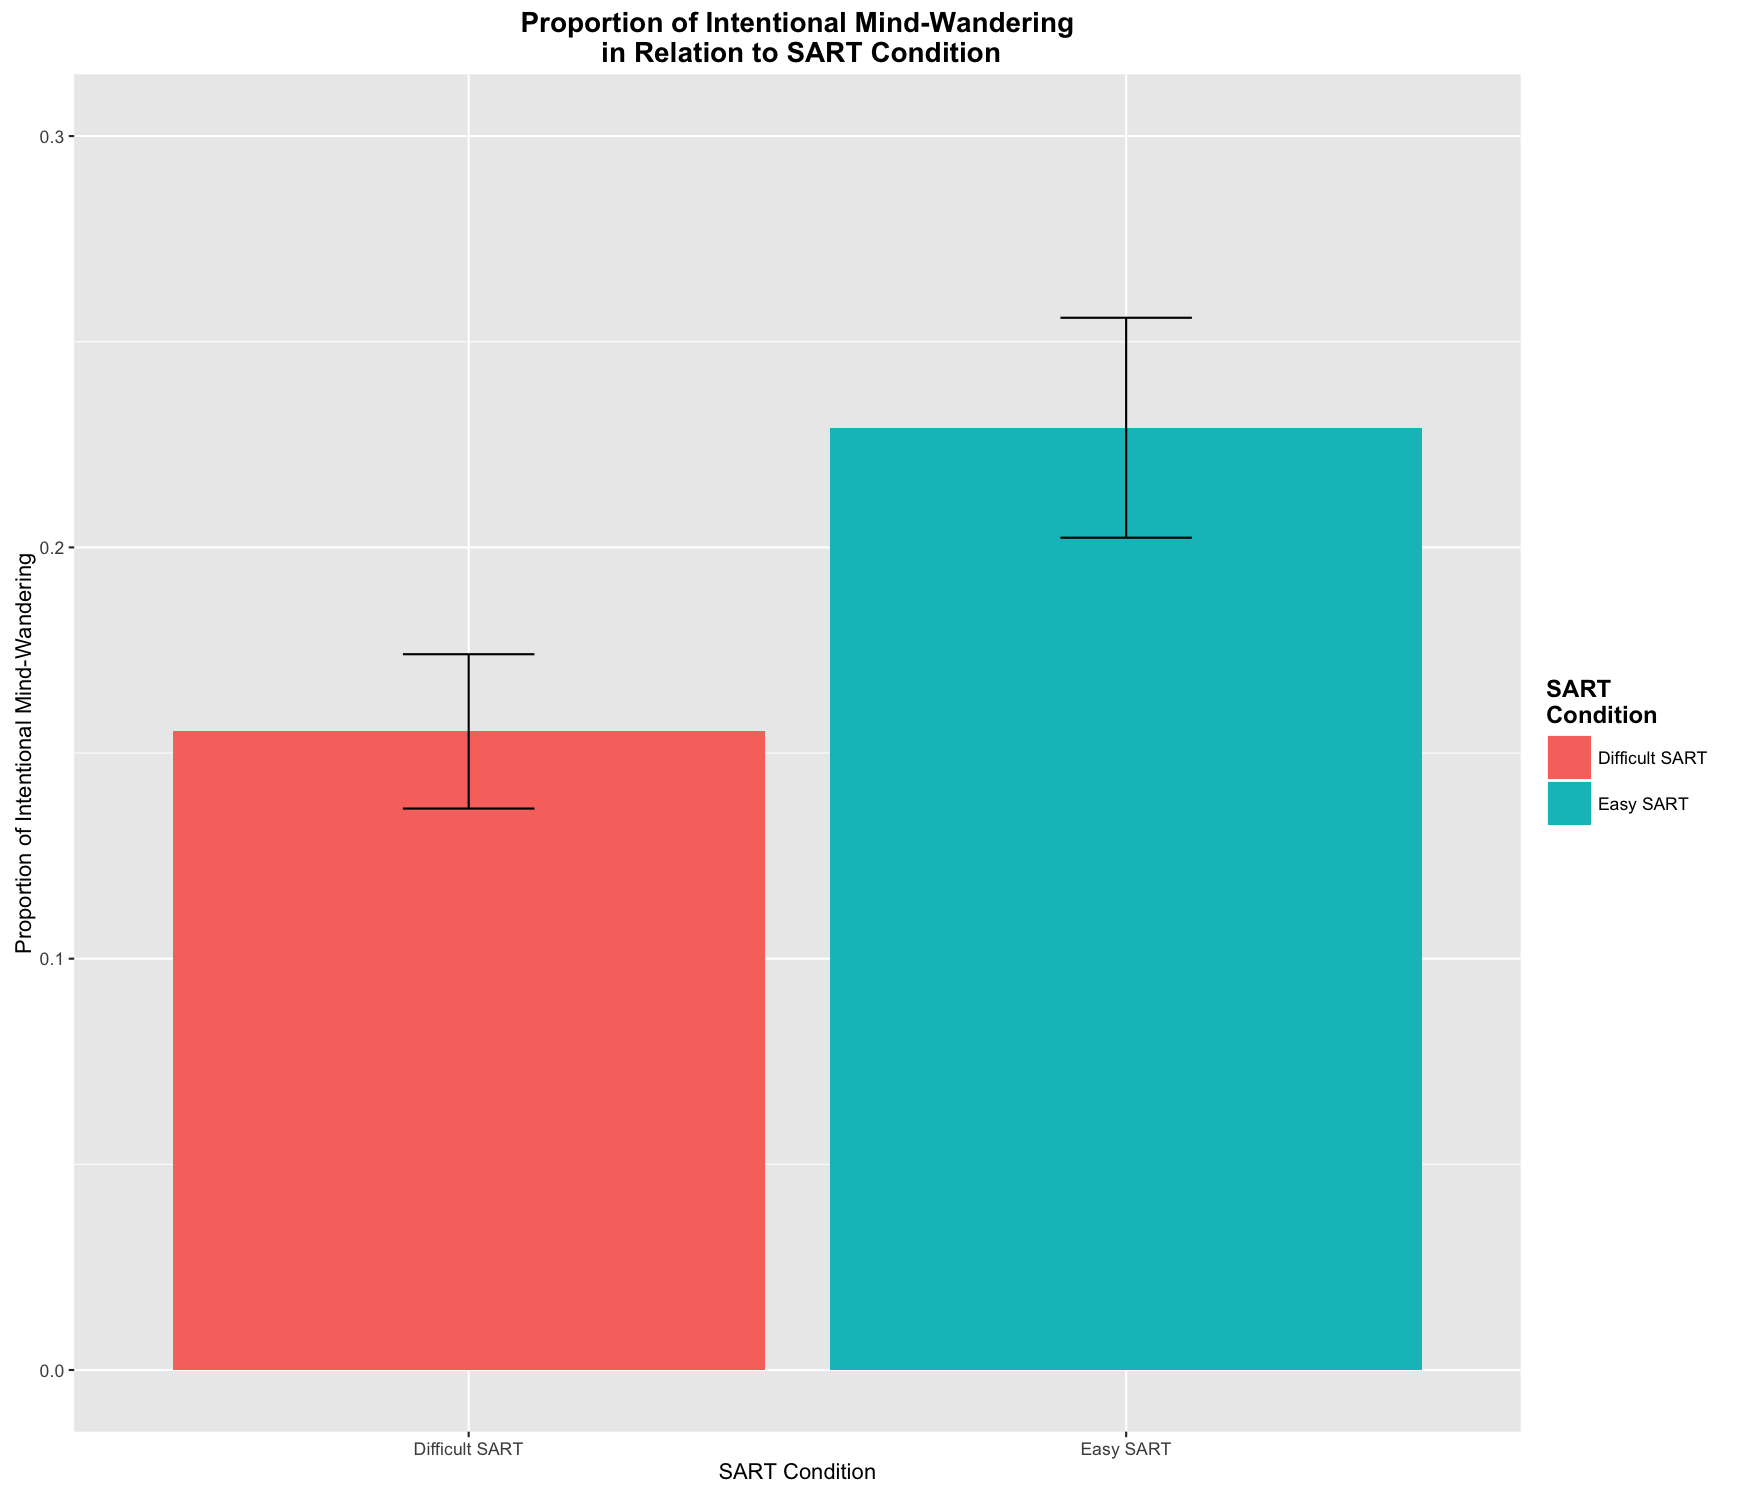 Proportion of Intentional Mind-Wandering
in Relation to SART Condition
Proportion of Intentional Mind-Wandering
0.3
0.2
0.1
0.0
Difficult SART
Easy SART
SART Condition
SART
Condition
Difficult SART
Easy SART